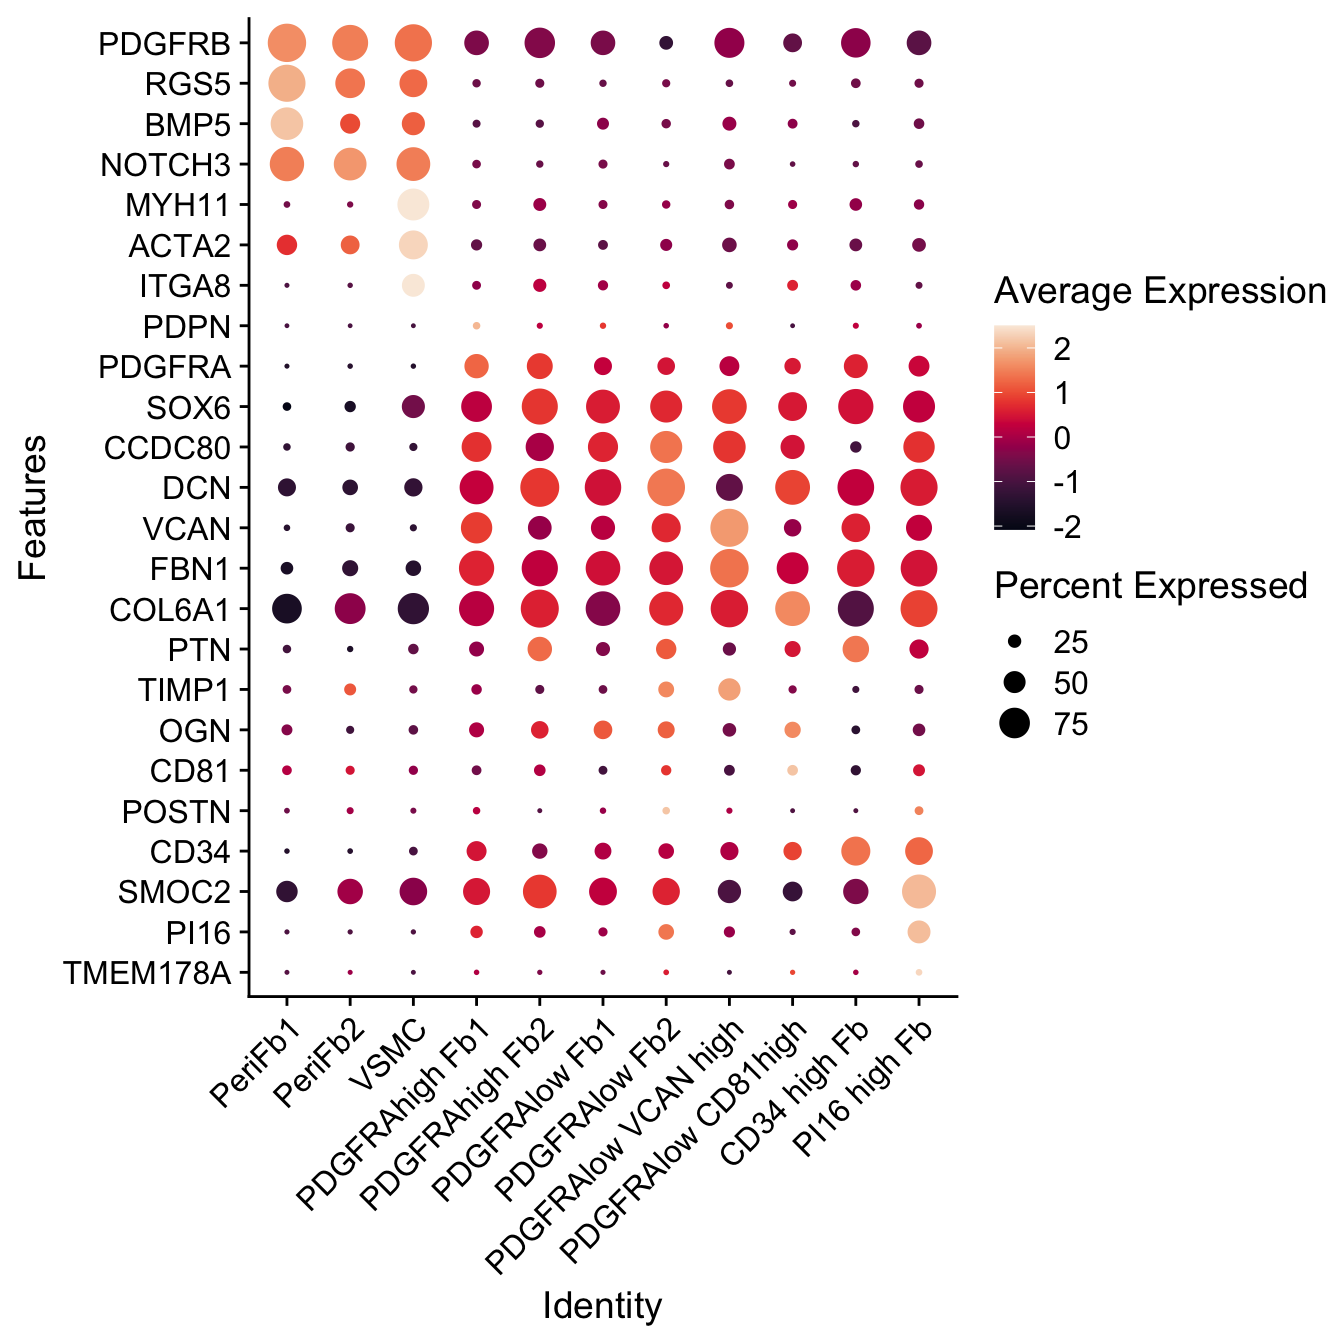 PDGFRB
RGS5
BMP5
NOTCH3
MYH11
ACTA2
ITGA8
PDPN
PDGFRA
SOX6
CCDC80
DCN
VCAN
FBN1
COL6A1
PTN
TIMP1
OGN
CD81
POSTN
CD34
SMOC2
PI16
TMEM178A
Features
PeriFb1
PeriFb2
VSMC
PDGFRAhigh Fb1
PDGFRAhigh Fb2
PDGFRAlow Fb1
PDGFRAlow Fb2
PDGFRAlow VCAN high
PDGFRAlow CD81high
CD34 high Fb
PI16 high Fb
Identity
Average Expression
2
1
0
-1
-2
Percent Expressed
25
50
75